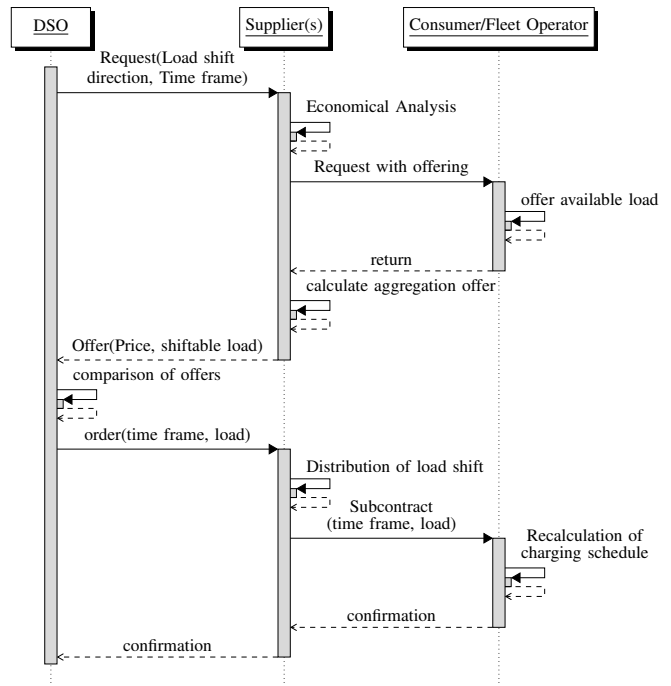 DSO
Supplier(s)
Consumer/Fleet Operator
Request(Load shift
direction, Time frame)
Economical Analysis
Request with offering
offer available load
return
calculate aggregation offer
Offer(Price, shiftable load)
comparison of offers
order(time frame, load)
Distribution of load shift
Subcontract
(time frame, load)
Recalculation of
charging schedule
confirmation
confirmation